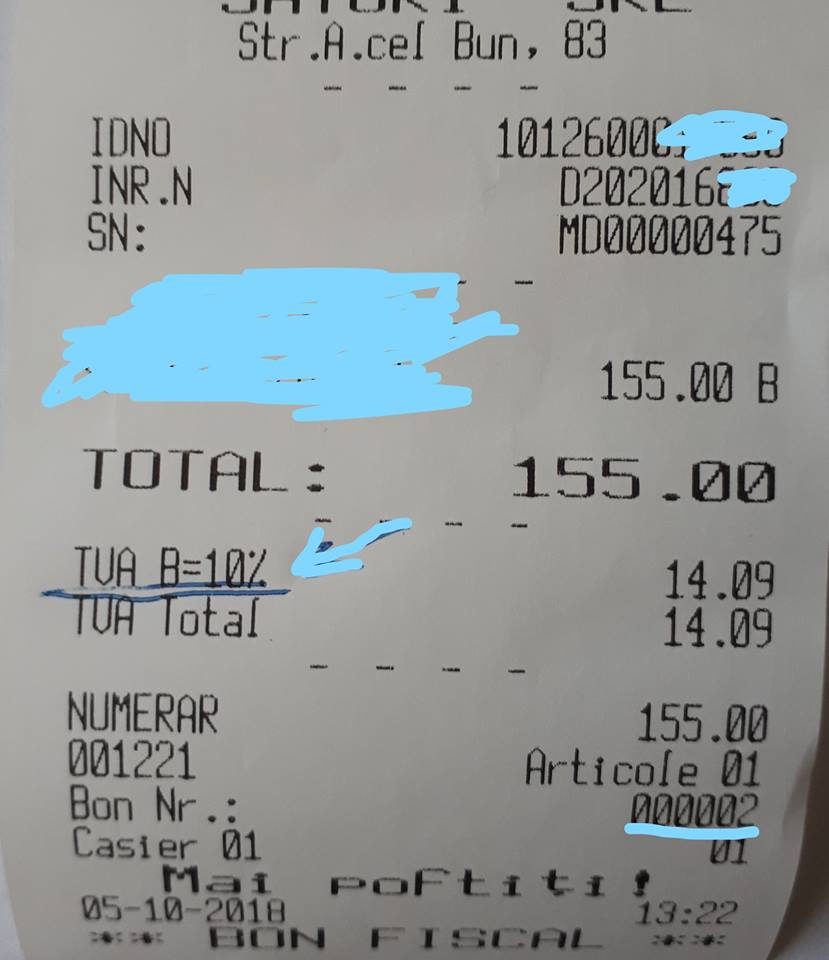 Str.A.cel Bun, 83
- - - -
IDNO
INR.N
SN: MD00000475
- -
155.00 B
TOTAL: 155.00
- - - -
TVA B=10% 14.09
TVA Total 14.09
- - - -
NUMERAR 155.00
001221 Articole 01
Bon Nr.: 000002
Casier 01 01
Mai poftiti!
05-10-2018 13:22
** BON FISCAL **